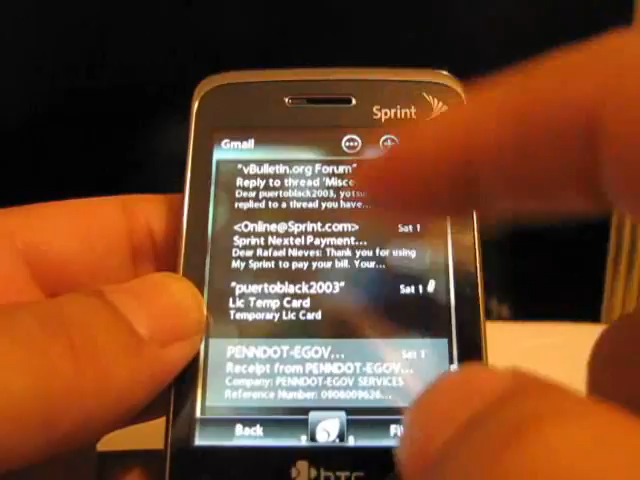 Sprint
Gmail
"vBulletin.org Forum"
Reply to thread 'Misce
Dear puertoblack2003,
replied to a thread you have...
<Online@Sprint.com> Sat 1
Sprint Nextel Payment...
Dear Rafael Nieves: Thank you for using
My Sprint to pay your bill. Your...
"puertoblack2003" Sat 1
Lic Temp Card
Temporary Lic Card
PENNDOT-EGOV... Sat 1
Receipt from PENNDOT-EGOV...
Company: PENNDOT-EGOV SERVICES
Reference Number:
Back
hTC